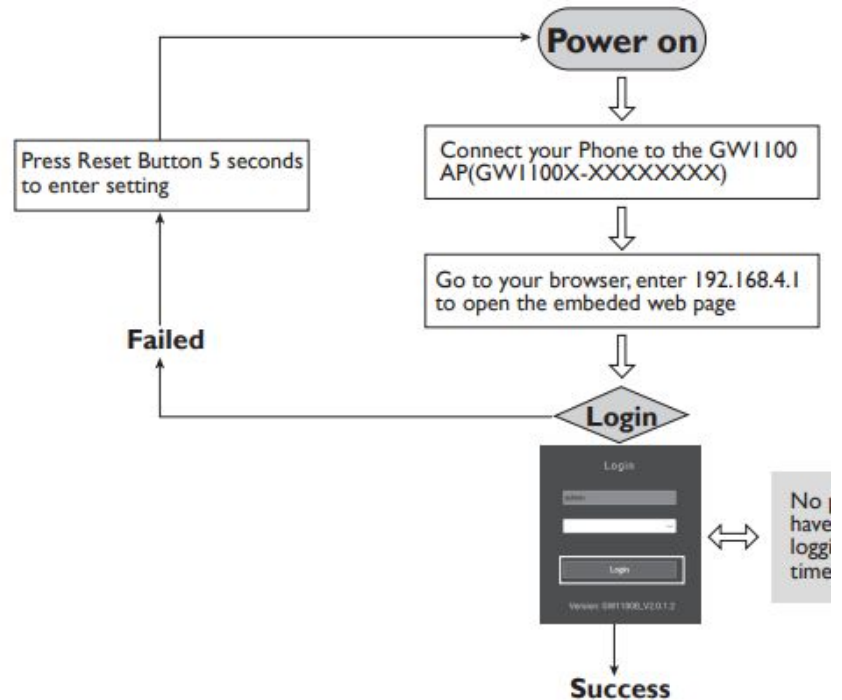 Power on
Press Reset Button 5 seconds
to enter setting
Connect your Phone to the GW1100
AP(GW1100X-XXXXXXXX)
Go to your browser, enter 192.168.4.1
to open the embeded web page
Failed
Login
Login
admin
Login
Version: GW1100B_V2.0.1.2
No
have
time
Success